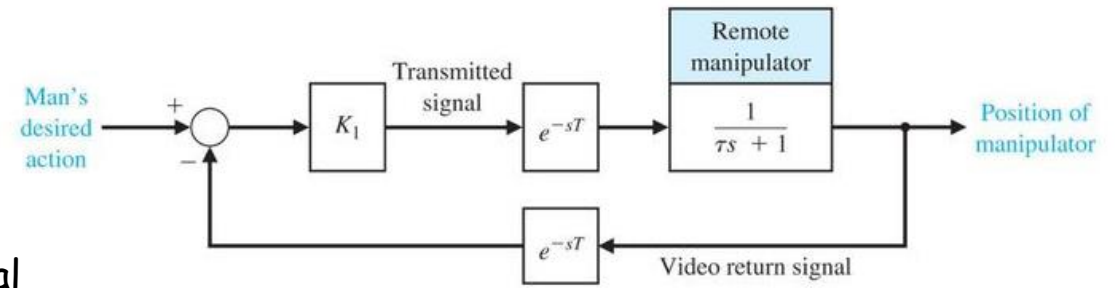 Remote
manipulator
Transmitted
signal
Man's
desired
action
+
−
K₁
e^{−sT}
1
τs + 1
Position of
manipulator
e^{−sT}
Video return signal
al